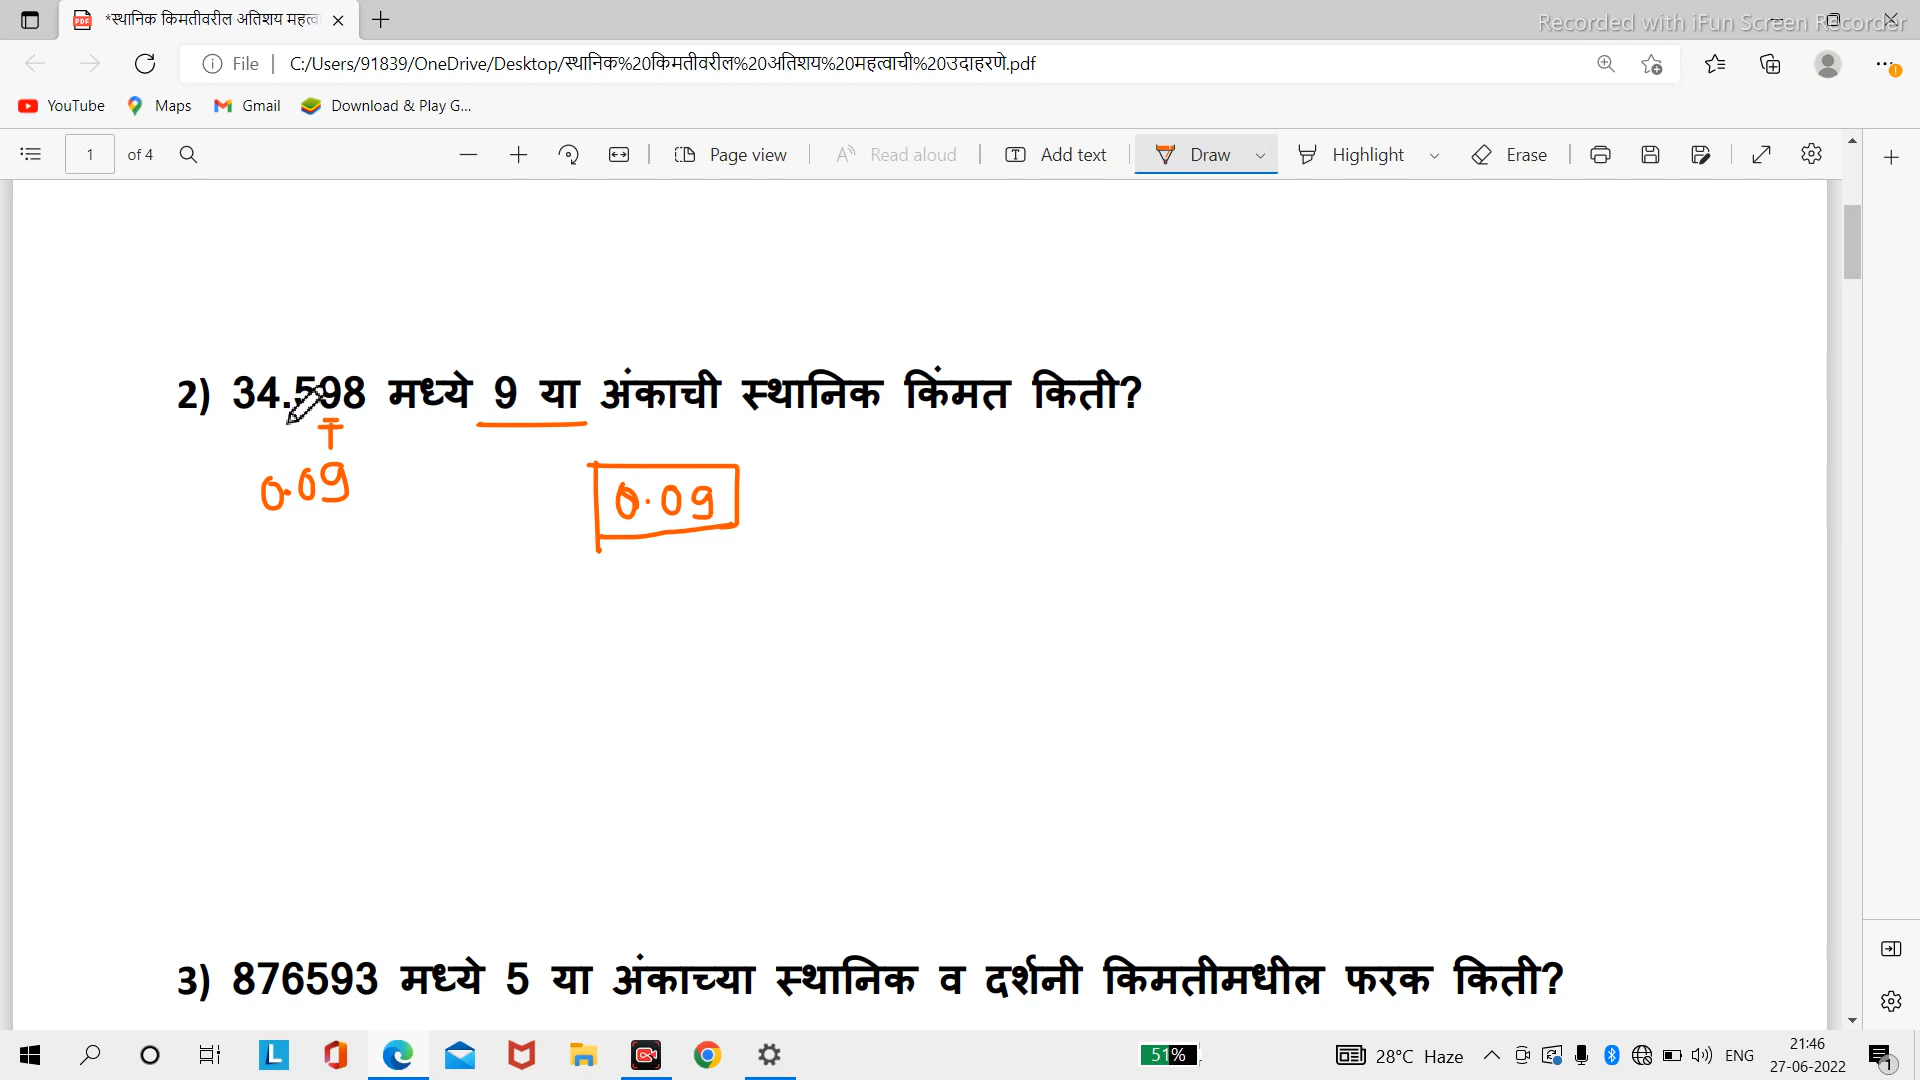 *स्थानिक किमतीवरील अतिशय महत्वा
Recorded with iFun Screen Recorder
File C:/Users/91839/OneDrive/Desktop/स्थानिक%20किमतीवरील%20अतिशय%20महत्वाची%20उदाहरणे.pdf
YouTube Maps Gmail Download & Play G...
1 of 4 Page view Read aloud Add text Draw Highlight Erase
2) 34.598 मध्ये 9 या अंकाची स्थानिक किंमत किती?
0.09
0.09
3) 876593 मध्ये 5 या अंकाच्या स्थानिक व दर्शनी किमतीमधील फरक किती?
51% 28°C Haze ENG 21:46
27-06-2022 1